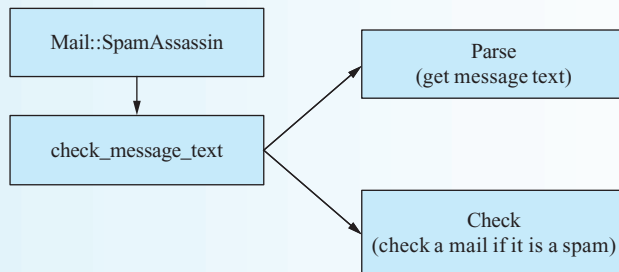 Mail::SpamAssassin
check_message_text
Parse
(get message text)
Check
(check a mail if it is a spam)